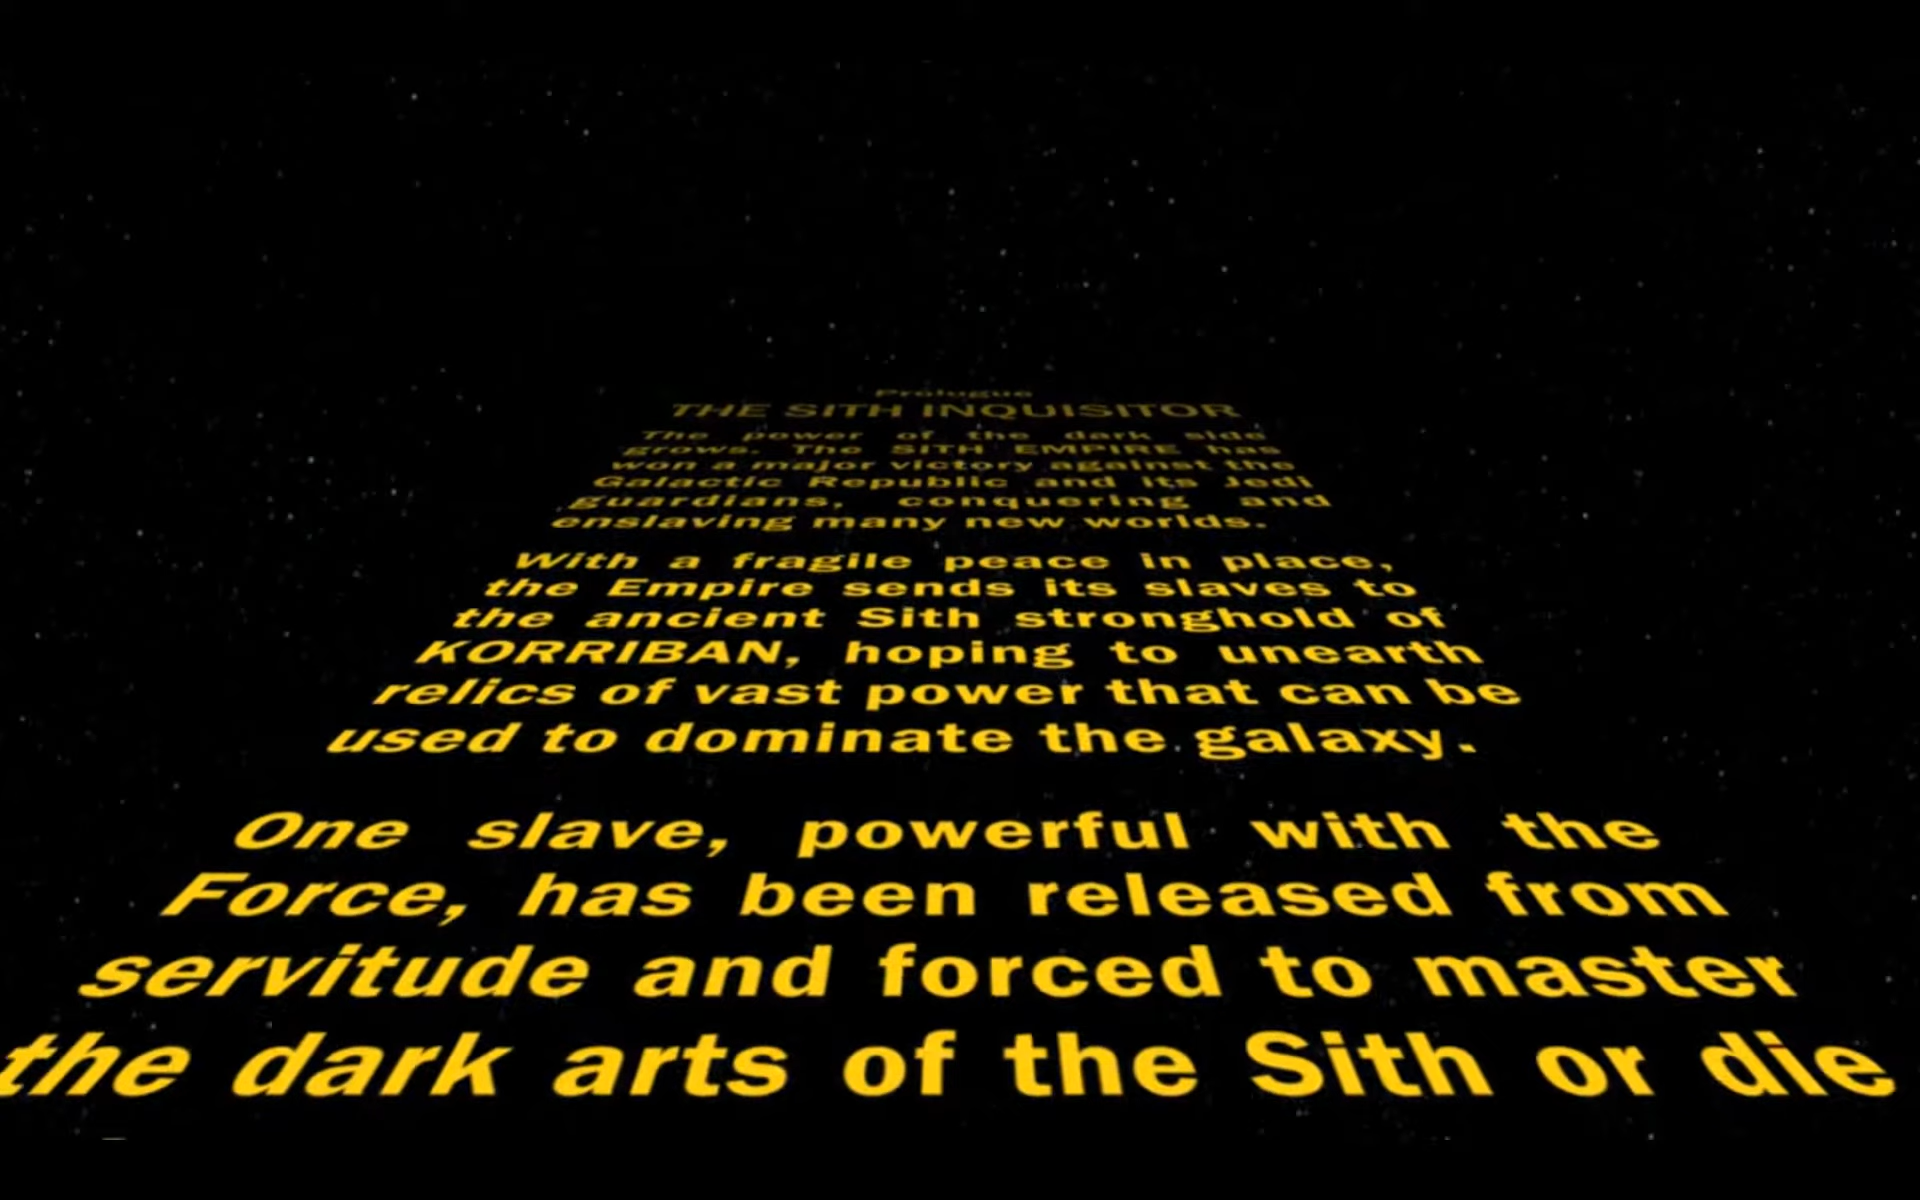 Prologue
THE SITH INQUISITOR
The power of the dark side
grows. The SITH EMPIRE has
won a major victory against the
Galactic Republic and its Jedi
guardians, conquering and
enslaving many new worlds.
With a fragile peace in place,
the Empire sends its slaves to
the ancient Sith stronghold of
KORRIBAN, hoping to unearth
relics of vast power that can be
used to dominate the galaxy.
One slave, powerful with the
Force, has been released from
servitude and forced to master
the dark arts of the Sith or die